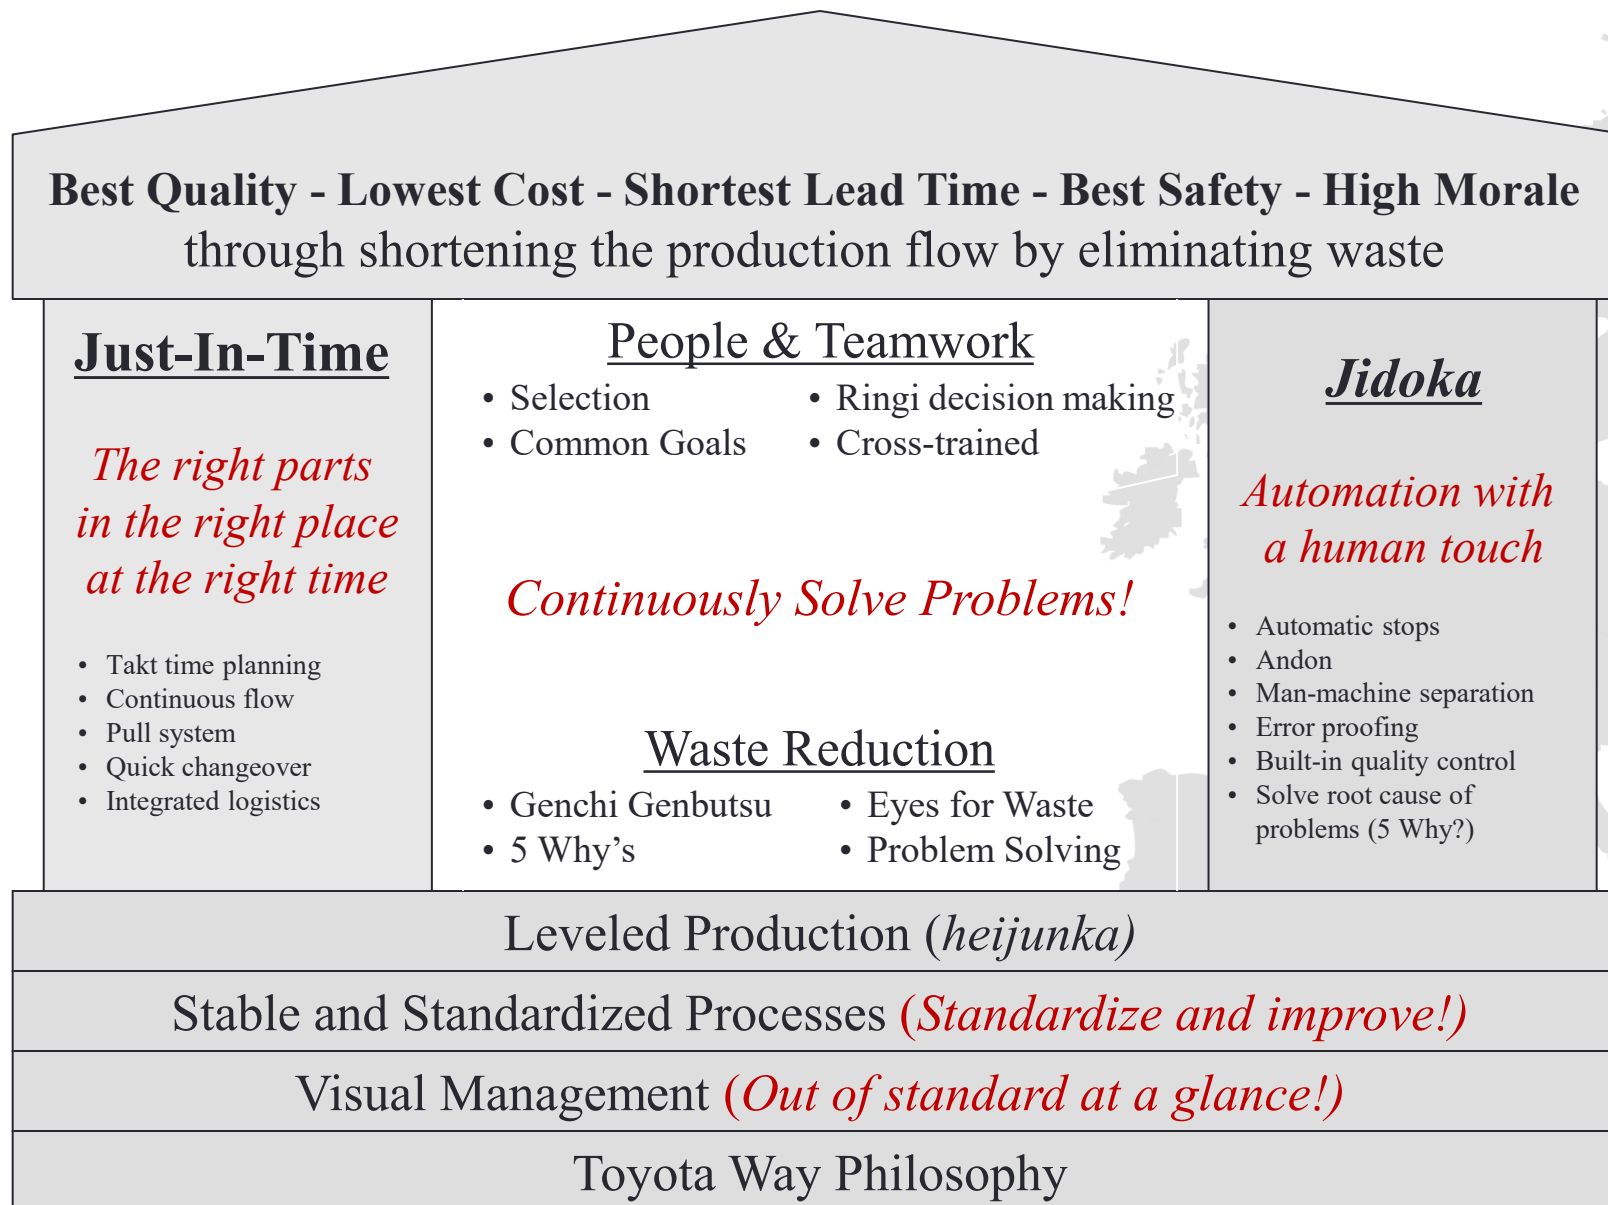 Best Quality - Lowest Cost - Shortest Lead Time - Best Safety - High Morale
through shortening the production flow by eliminating waste
Just-In-Time
The right parts
in the right place
at the right time
• Takt time planning
• Continuous flow
• Pull system
• Quick changeover
• Integrated logistics
People & Teamwork
• Selection
• Common Goals
• Ringi decision making
• Cross-trained
Continuously Solve Problems!
Waste Reduction
• Genchi Genbutsu
• 5 Why’s
• Eyes for Waste
• Problem Solving
Jidoka
Automation with
a human touch
• Automatic stops
• Andon
• Man-machine separation
• Error proofing
• Built-in quality control
• Solve root cause of
problems (5 Why?)
Leveled Production (heijunka)
Stable and Standardized Processes (Standardize and improve!)
Visual Management (Out of standard at a glance!)
Toyota Way Philosophy